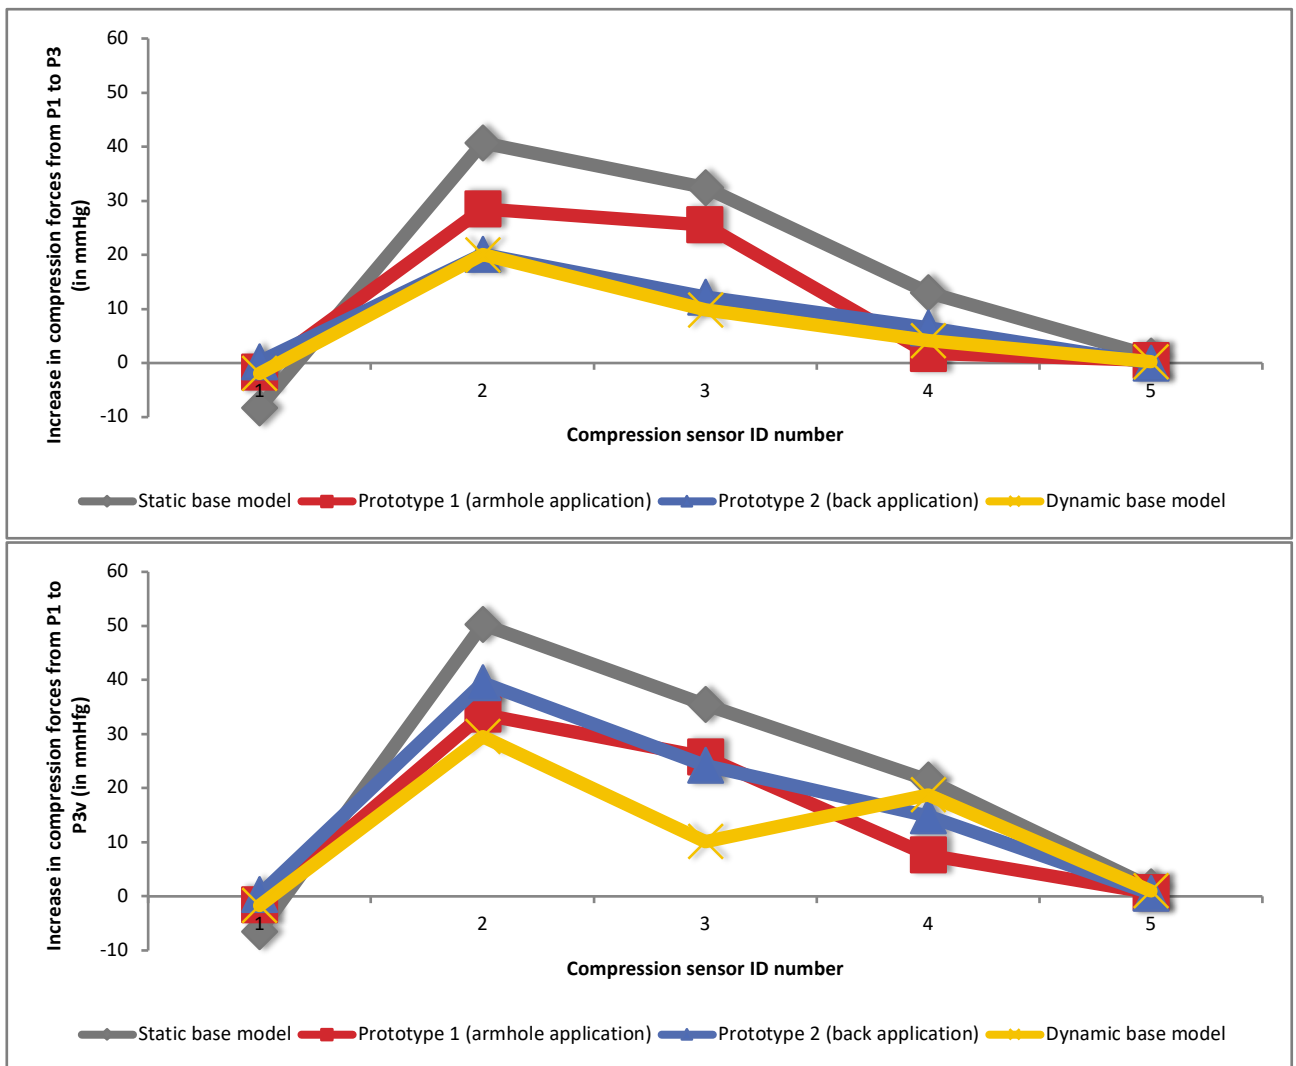 Increase in compression forces from P1 to P3
(in mmHg)
60
50
40
30
20
10
0
-10
1
2
3
4
5
Compression sensor ID number
Static base model
Prototype 1 (armhole application)
Prototype 2 (back application)
Dynamic base model
Increase in compression forces from P1 to
P3v (in mmHfg)
60
50
40
30
20
10
0
-10
1
2
3
4
5
Compression sensor ID number
Static base model
Prototype 1 (armhole application)
Prototype 2 (back application)
Dynamic base model